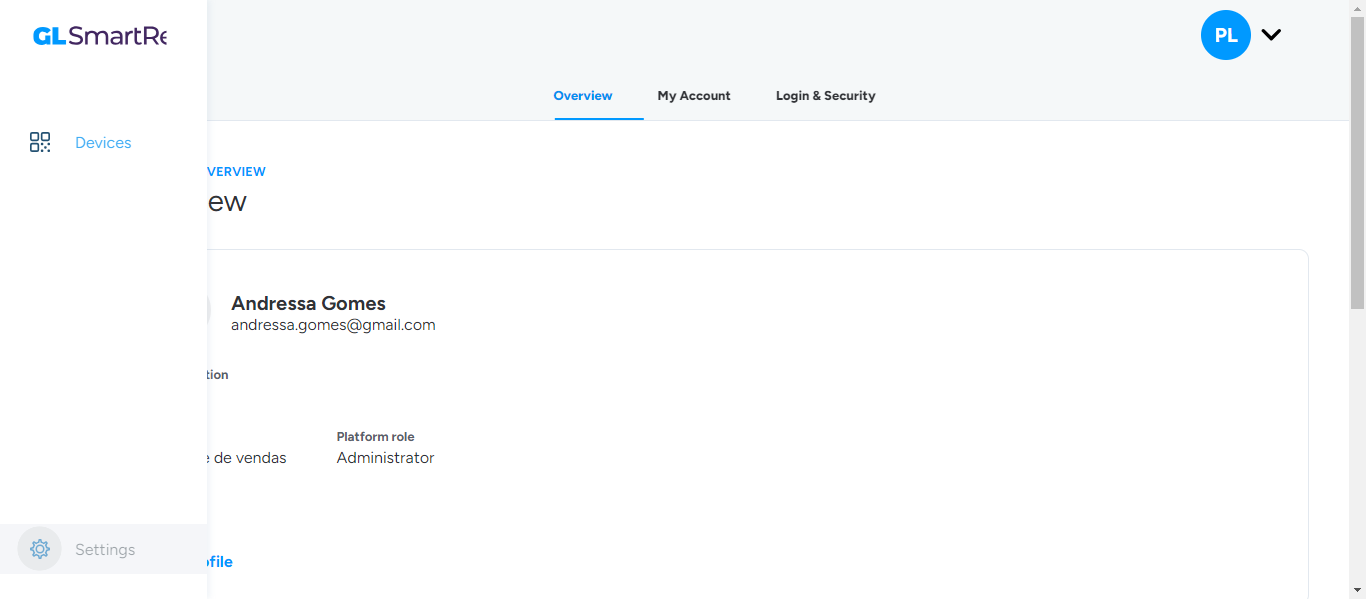 GLSmartRe
PL
Overview
My Account
Login & Security
Devices
VERVIEW
ew
Andressa Gomes
andressa.gomes@gmail.com
tion
Platform role
e de vendas
Administrator
Settings
ofile